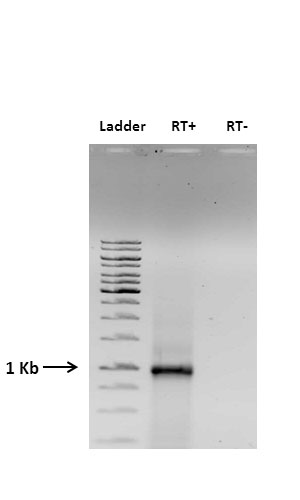 Ladder RT+ RT-
1 Kb